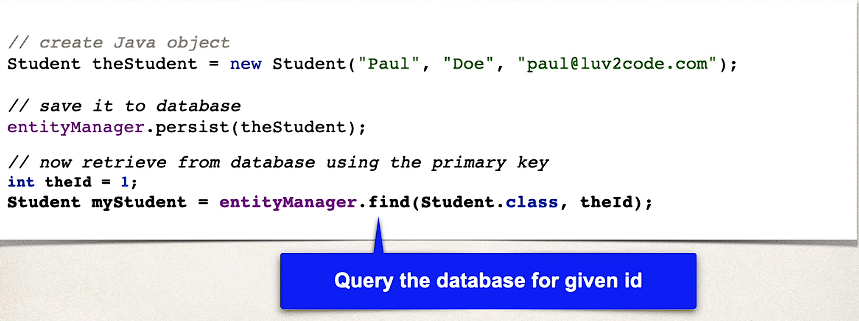 // create Java object
Student theStudent = new Student("Paul", "Doe", "paul@luv2code.com");
// save it to database
entityManager.persist(theStudent);
// now retrieve from database using the primary key
int theId = 1;
Student myStudent = entityManager.find(Student.class, theId);
Query the database for given id